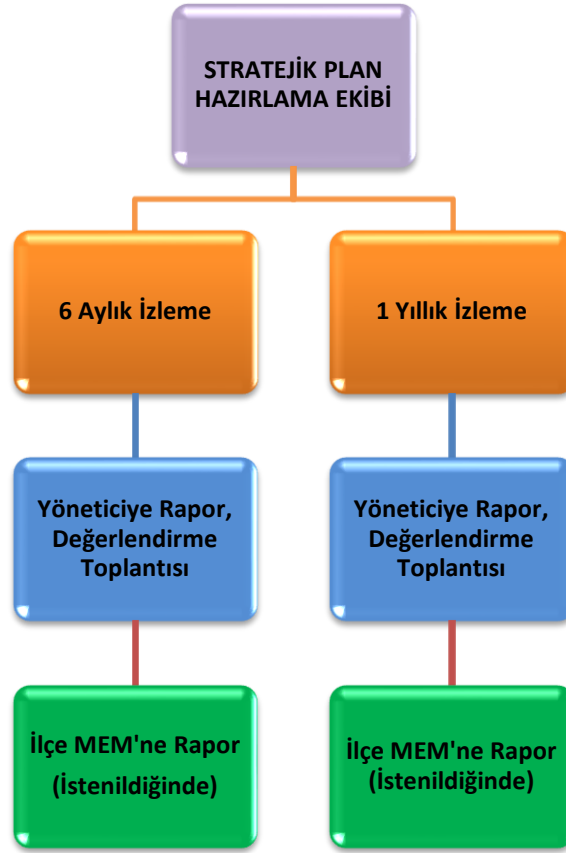 STRATEJİK PLAN
HAZIRLAMA EKİBİ
6 Aylık İzleme
1 Yıllık İzleme
Yöneticiye Rapor,
Değerlendirme
Toplantısı
Yöneticiye Rapor,
Değerlendirme
Toplantısı
İlçe MEM'ne Rapor
(İstenildiğinde)
İlçe MEM'ne Rapor
(İstenildiğinde)